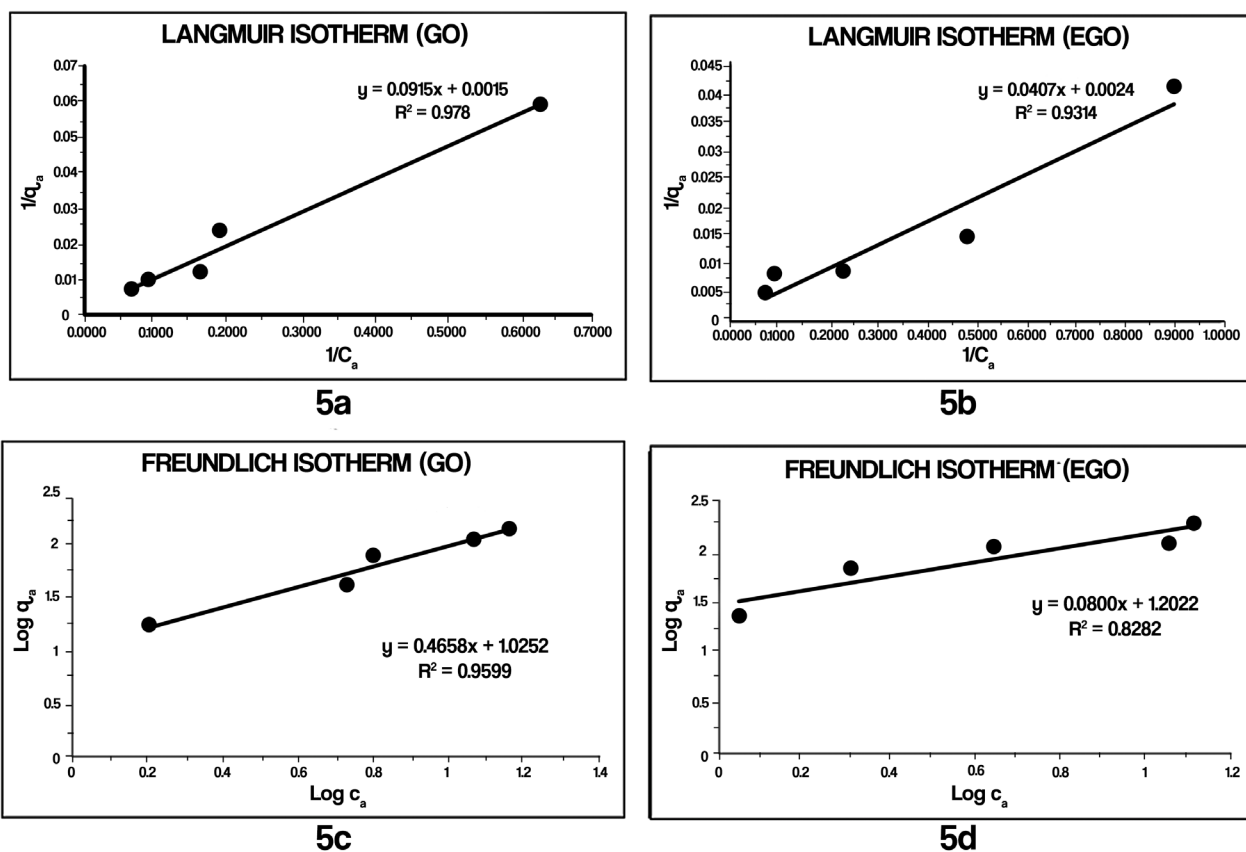 LANGMUIR ISOTHERM (GO)
0.07
0.06
0.05
0.04
0.03
0.02
0.01
0
y = 0.0915x + 0.0015
R² = 0.978
1/qₐ
0.0000 0.1000 0.2000 0.3000 0.4000 0.5000 0.6000 0.7000
1/Cₐ
5a
LANGMUIR ISOTHERM (EGO)
0.045
0.04
0.035
0.03
0.025
0.02
0.015
0.01
0.005
0
y = 0.0407x + 0.0024
R² = 0.9314
1/qₐ
0.0000 0.1000 0.2000 0.3000 0.4000 0.5000 0.6000 0.7000 0.8000 0.9000 1.0000
1/Cₐ
5b
FREUNDLICH ISOTHERM (GO)
2.5
2
1.5
1
0.5
0
Log qₐ
y = 0.4658x + 1.0252
R² = 0.9599
0 0.2 0.4 0.6 0.8 1 1.2 1.4
Log cₐ
5c
FREUNDLICH ISOTHERM (EGO)
2.5
2
1.5
1
0.5
0
Log qₐ
y = 0.0800x + 1.2022
R² = 0.8282
0 0.2 0.4 0.6 0.8 1 1.2
Log cₐ
5d